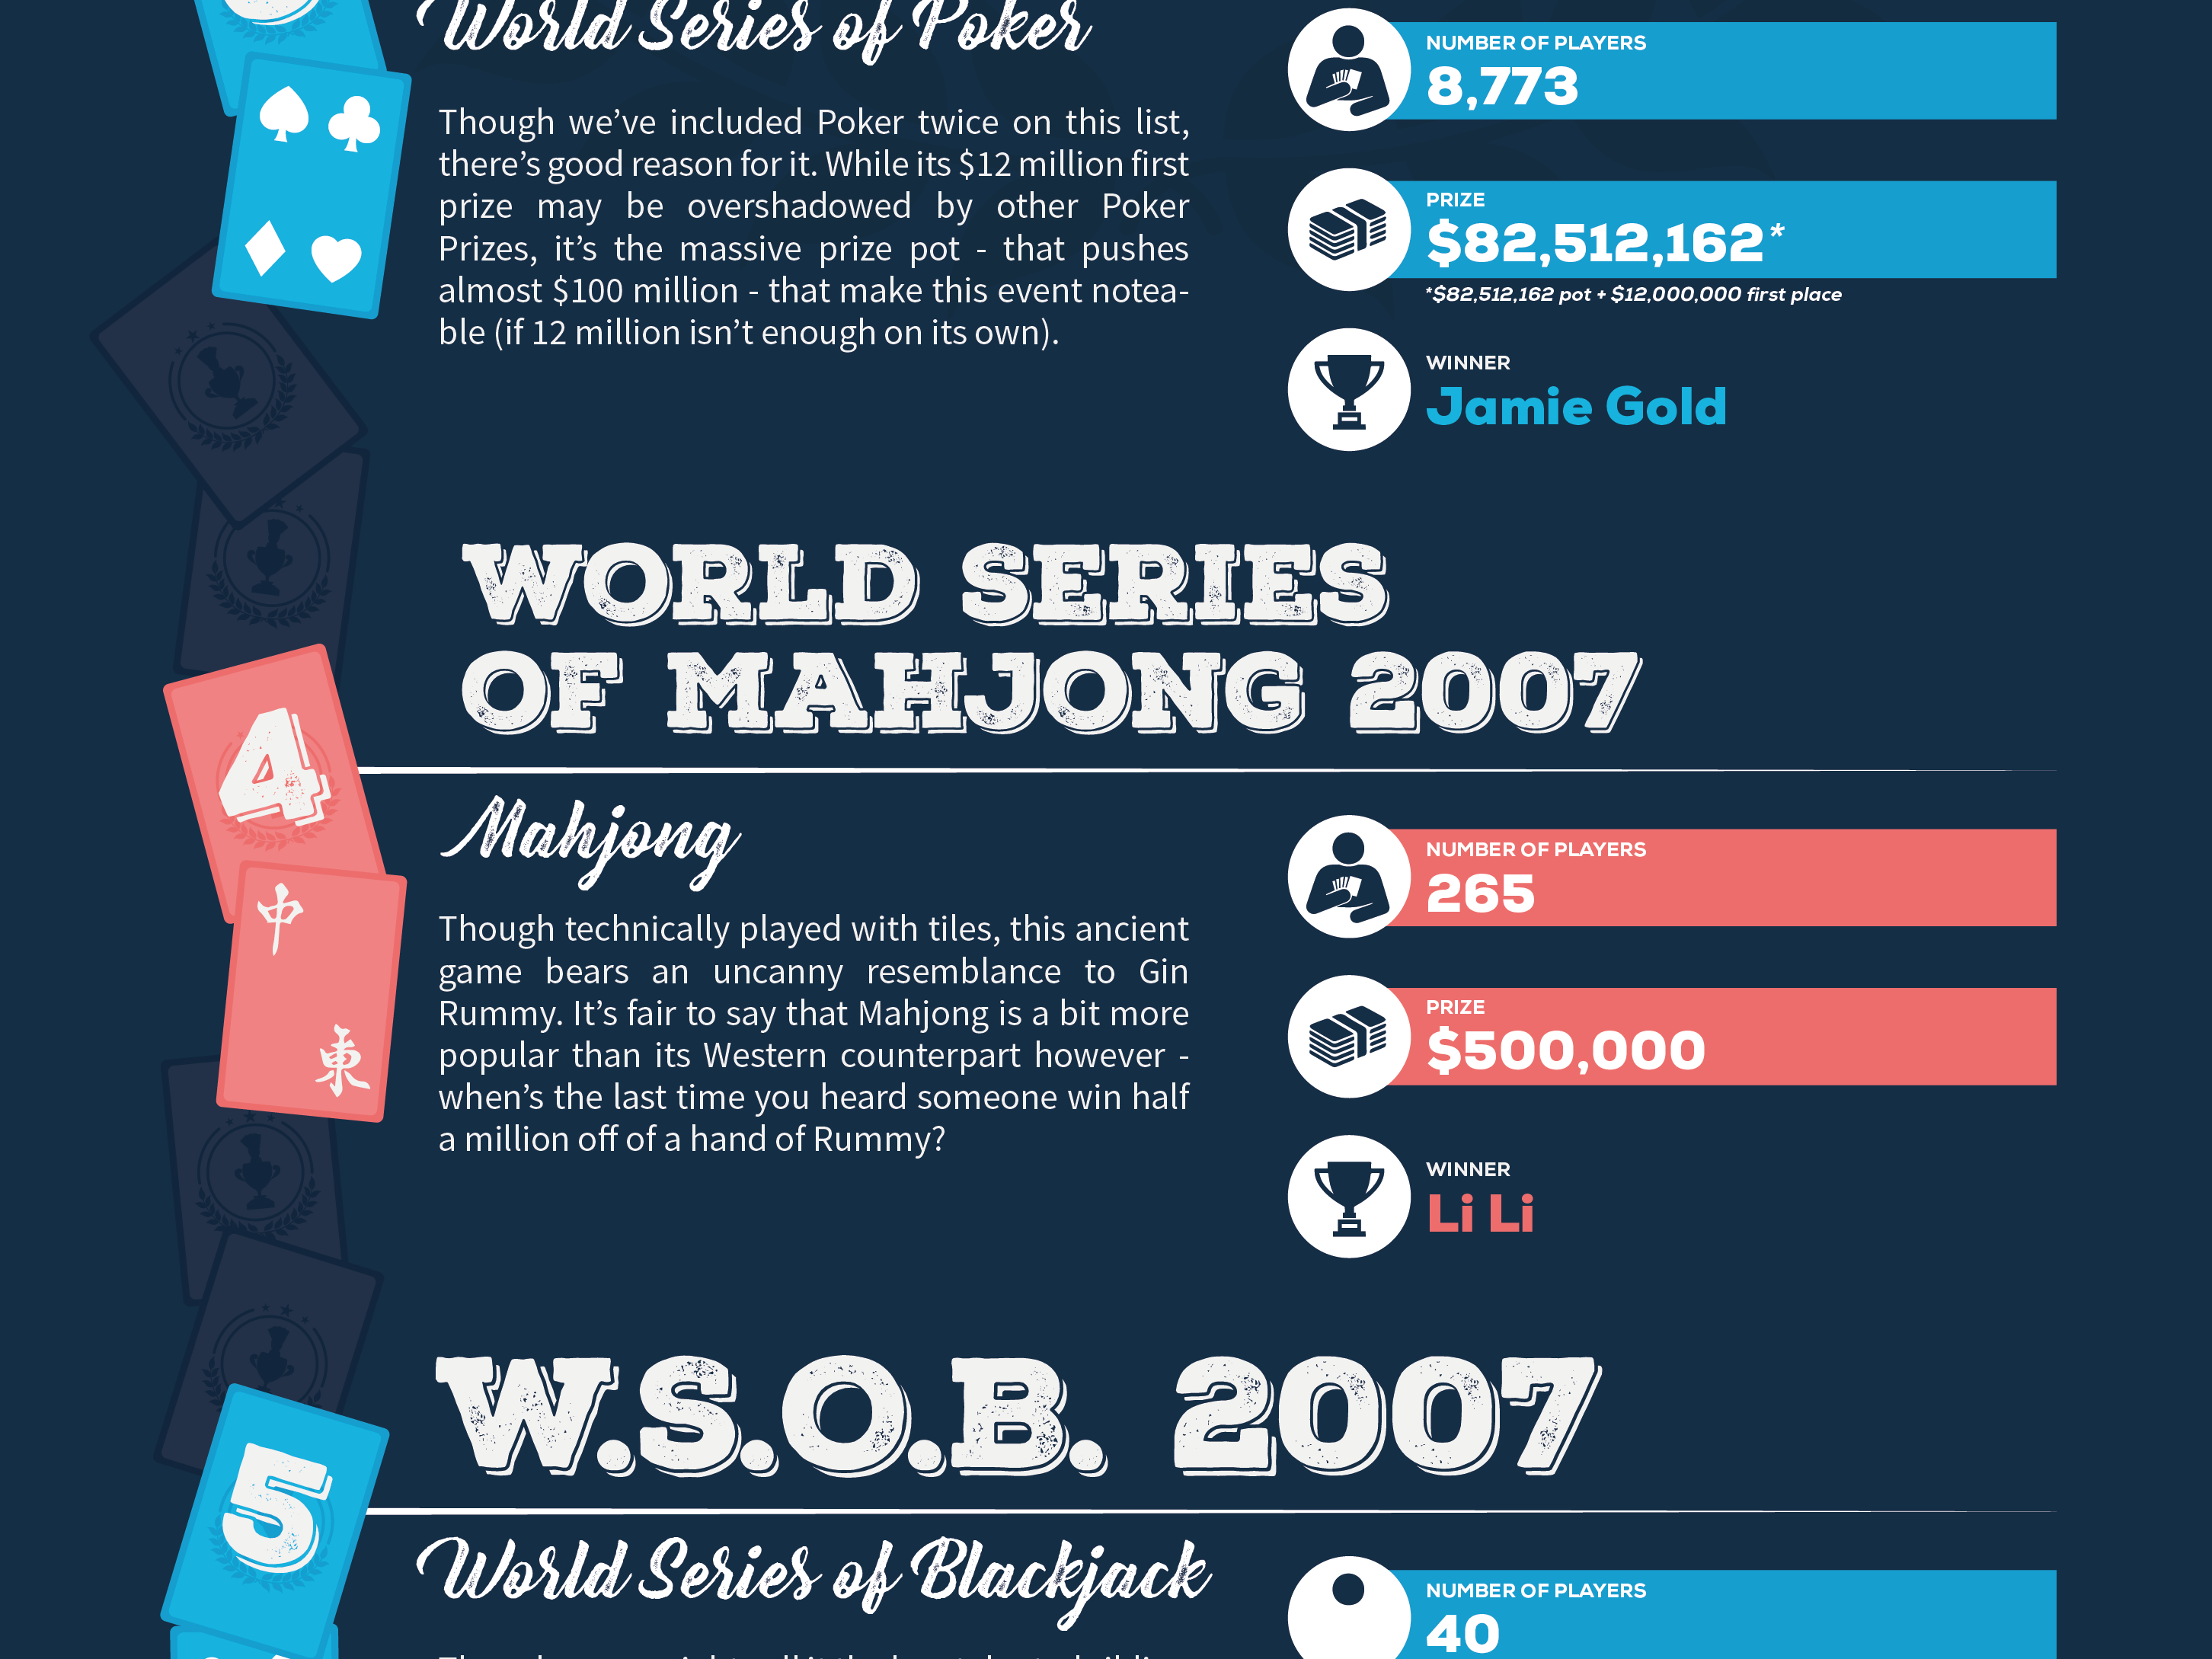 World Series of Poker
Though we've included Poker twice on this list,
there's good reason for it. While its $12 million first
prize may be overshadowed by other Poker
Prizes, it's the massive prize pot - that pushes
almost $100 million - that make this event notea-
ble (if 12 million isn't enough on its own).
NUMBER OF PLAYERS
8,773
PRIZE
$82,512,162*
*$82,512,162 pot + $12,000,000 first place
WINNER
Jamie Gold
WORLD SERIES
OF MAHJONG 2007
4
中
東
Mahjong
Though technically played with tiles, this ancient
game bears an uncanny resemblance to Gin
Rummy. It's fair to say that Mahjong is a bit more
popular than its Western counterpart however -
when's the last time you heard someone win half
a million off of a hand of Rummy?
NUMBER OF PLAYERS
265
PRIZE
$500,000
WINNER
Li Li
W.S.O.B. 2007
5
World Series of Blackjack
NUMBER OF PLAYERS
40